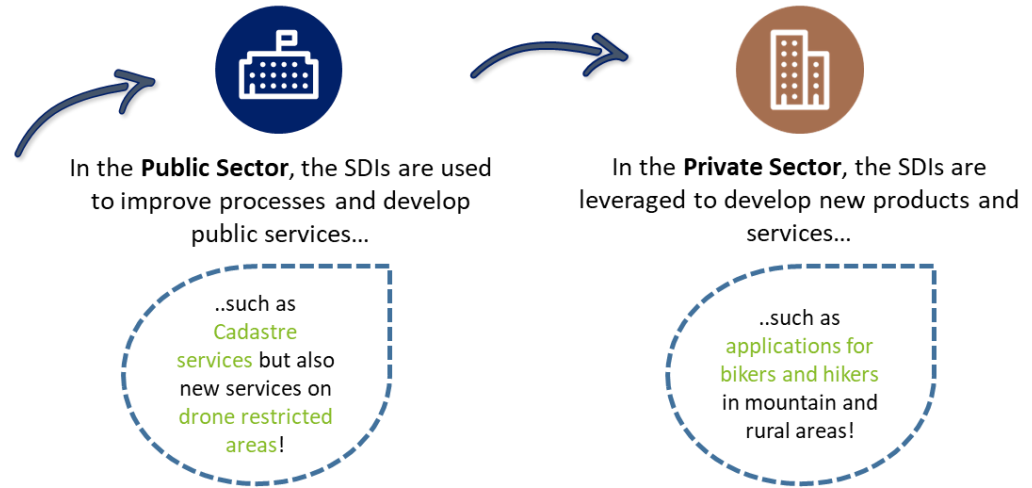 In the Public Sector, the SDIs are used
to improve processes and develop
public services...
In the Private Sector, the SDIs are
leveraged to develop new products and
services...
..such as
Cadastre
services but also
new services on
drone restricted
areas!
..such as
applications for
bikers and hikers
in mountain and
rural areas!